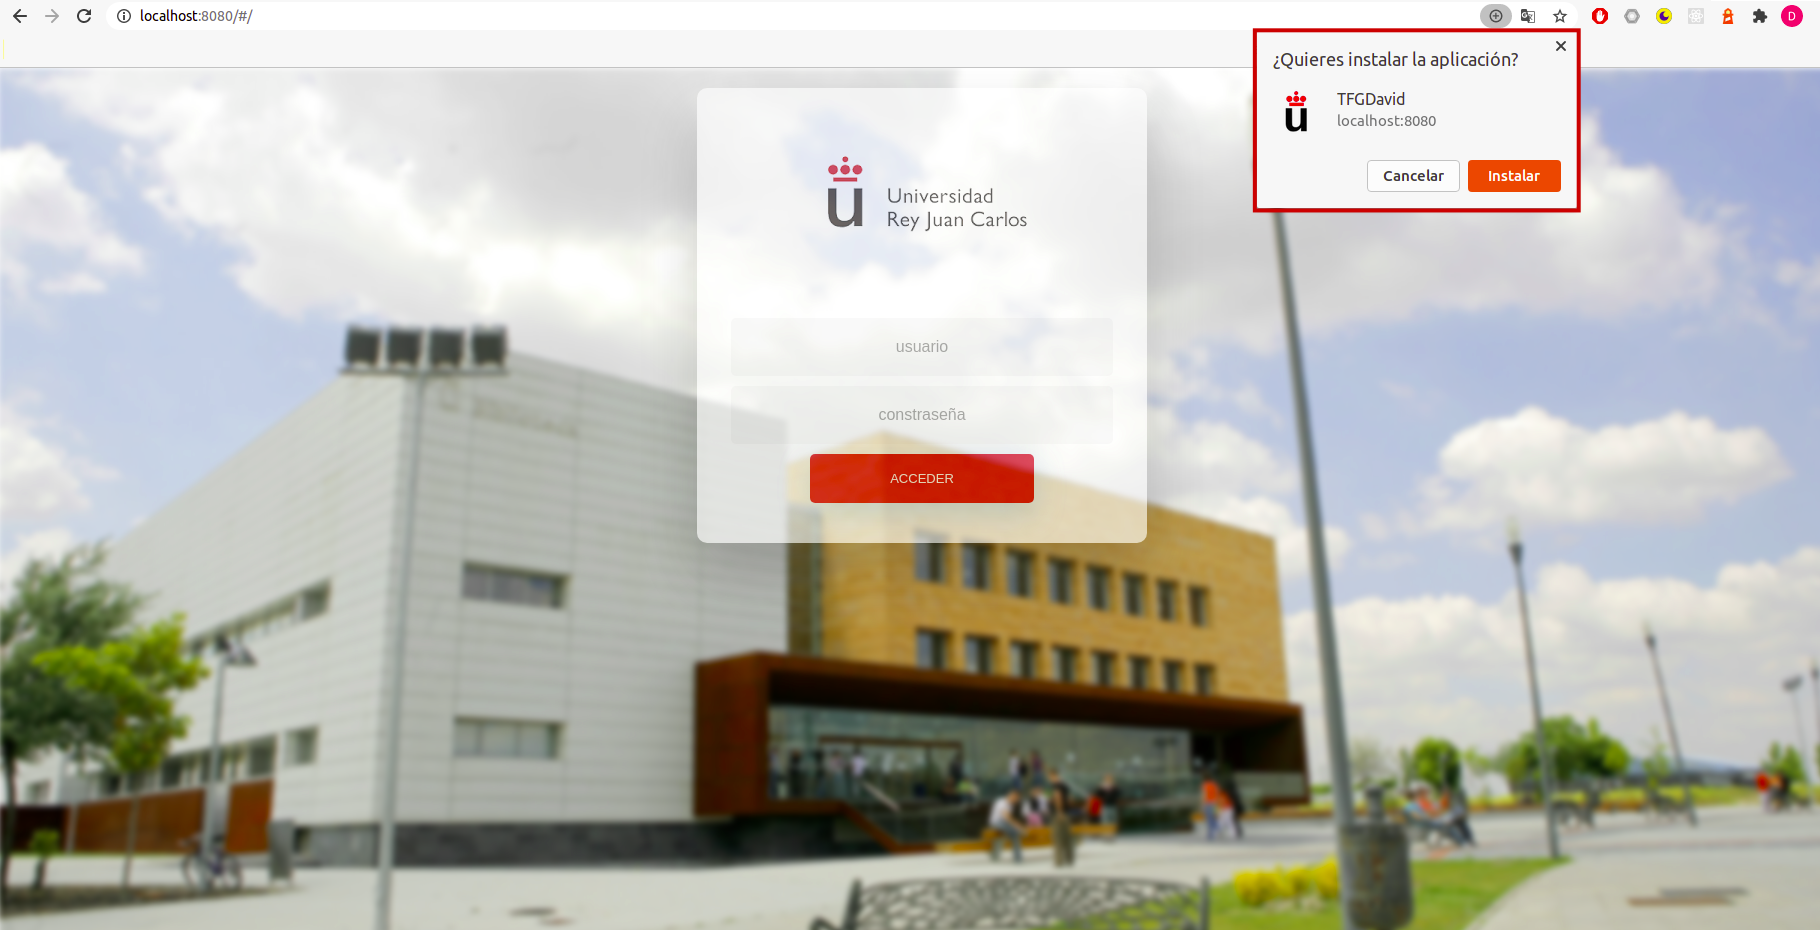 localhost:8080/#/
¿Quieres instalar la aplicación?
TFGDavid
localhost:8080
Cancelar
Instalar
D
u
Universidad
Rey Juan Carlos
usuario
constraseña
ACCEDER